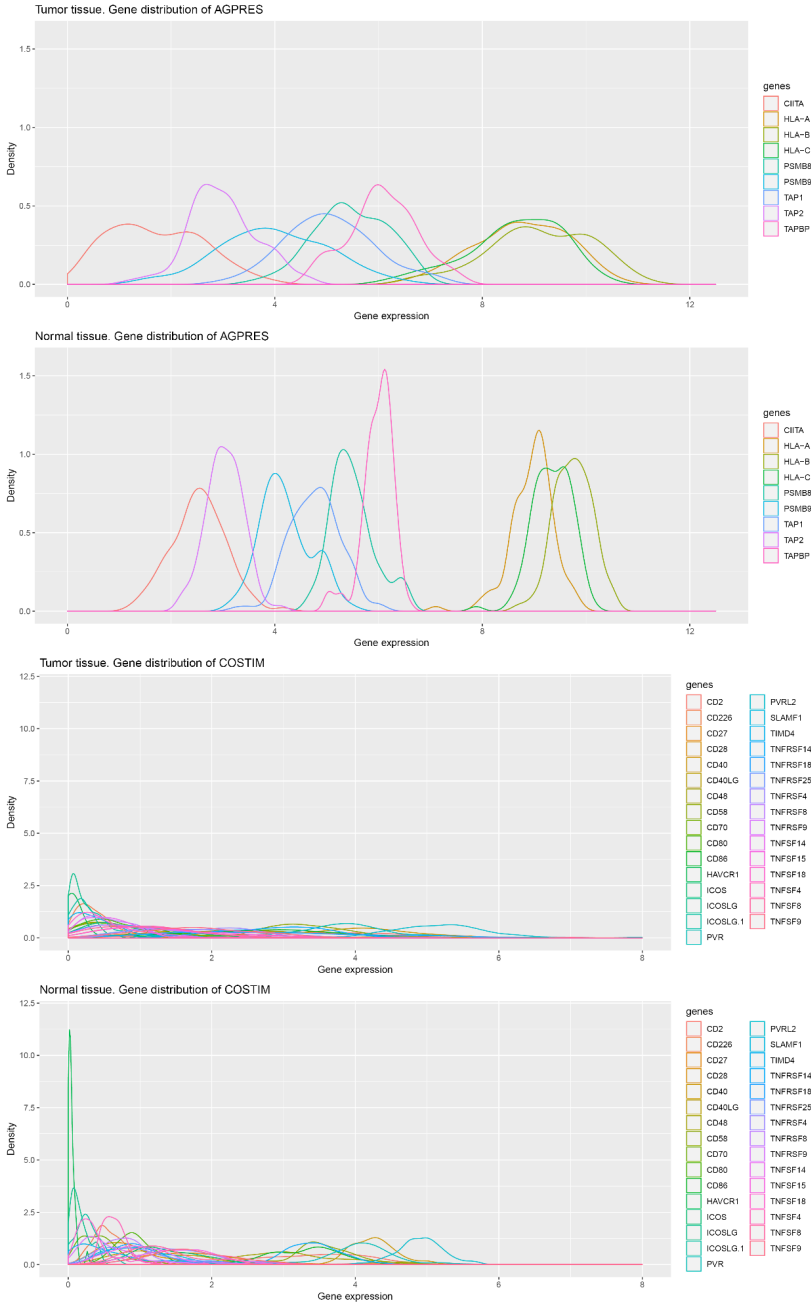 Tumor tissue. Gene distribution of AGPRES
1.5
1.0
0.5
0.0
Density
0 4 8 12
Gene expression
genes
CIITA
HLA-A
HLA-B
HLA-C
PSMB8
PSMB9
TAP1
TAP2
TAPBP
Normal tissue. Gene distribution of AGPRES
1.5
1.0
0.5
0.0
Density
0 4 8 12
Gene expression
genes
CIITA
HLA-A
HLA-B
HLA-C
PSMB8
PSMB9
TAP1
TAP2
TAPBP
Tumor tissue. Gene distribution of COSTIM
12.5
10.0
7.5
5.0
2.5
0.0
Density
0 2 4 6 8
Gene expression
genes
CD2 PVRL2
CD226 SLAMF1
CD27 TIMD4
CD28 TNFRSF14
CD40 TNFRSF18
CD40LG TNFRSF25
CD48 TNFRSF4
CD58 TNFRSF8
CD70 TNFRSF9
CD80 TNFSF14
CD86 TNFSF15
HAVCR1 TNFSF18
ICOS TNFSF4
ICOSLG TNFSF8
ICOSLG.1 TNFSF9
PVR
Normal tissue. Gene distribution of COSTIM
12.5
10.0
7.5
5.0
2.5
0.0
Density
0 2 4 6 8
Gene expression
genes
CD2 PVRL2
CD226 SLAMF1
CD27 TIMD4
CD28 TNFRSF14
CD40 TNFRSF18
CD40LG TNFRSF25
CD48 TNFRSF4
CD58 TNFRSF8
CD70 TNFRSF9
CD80 TNFSF14
CD86 TNFSF15
HAVCR1 TNFSF18
ICOS TNFSF4
ICOSLG TNFSF8
ICOSLG.1 TNFSF9
PVR